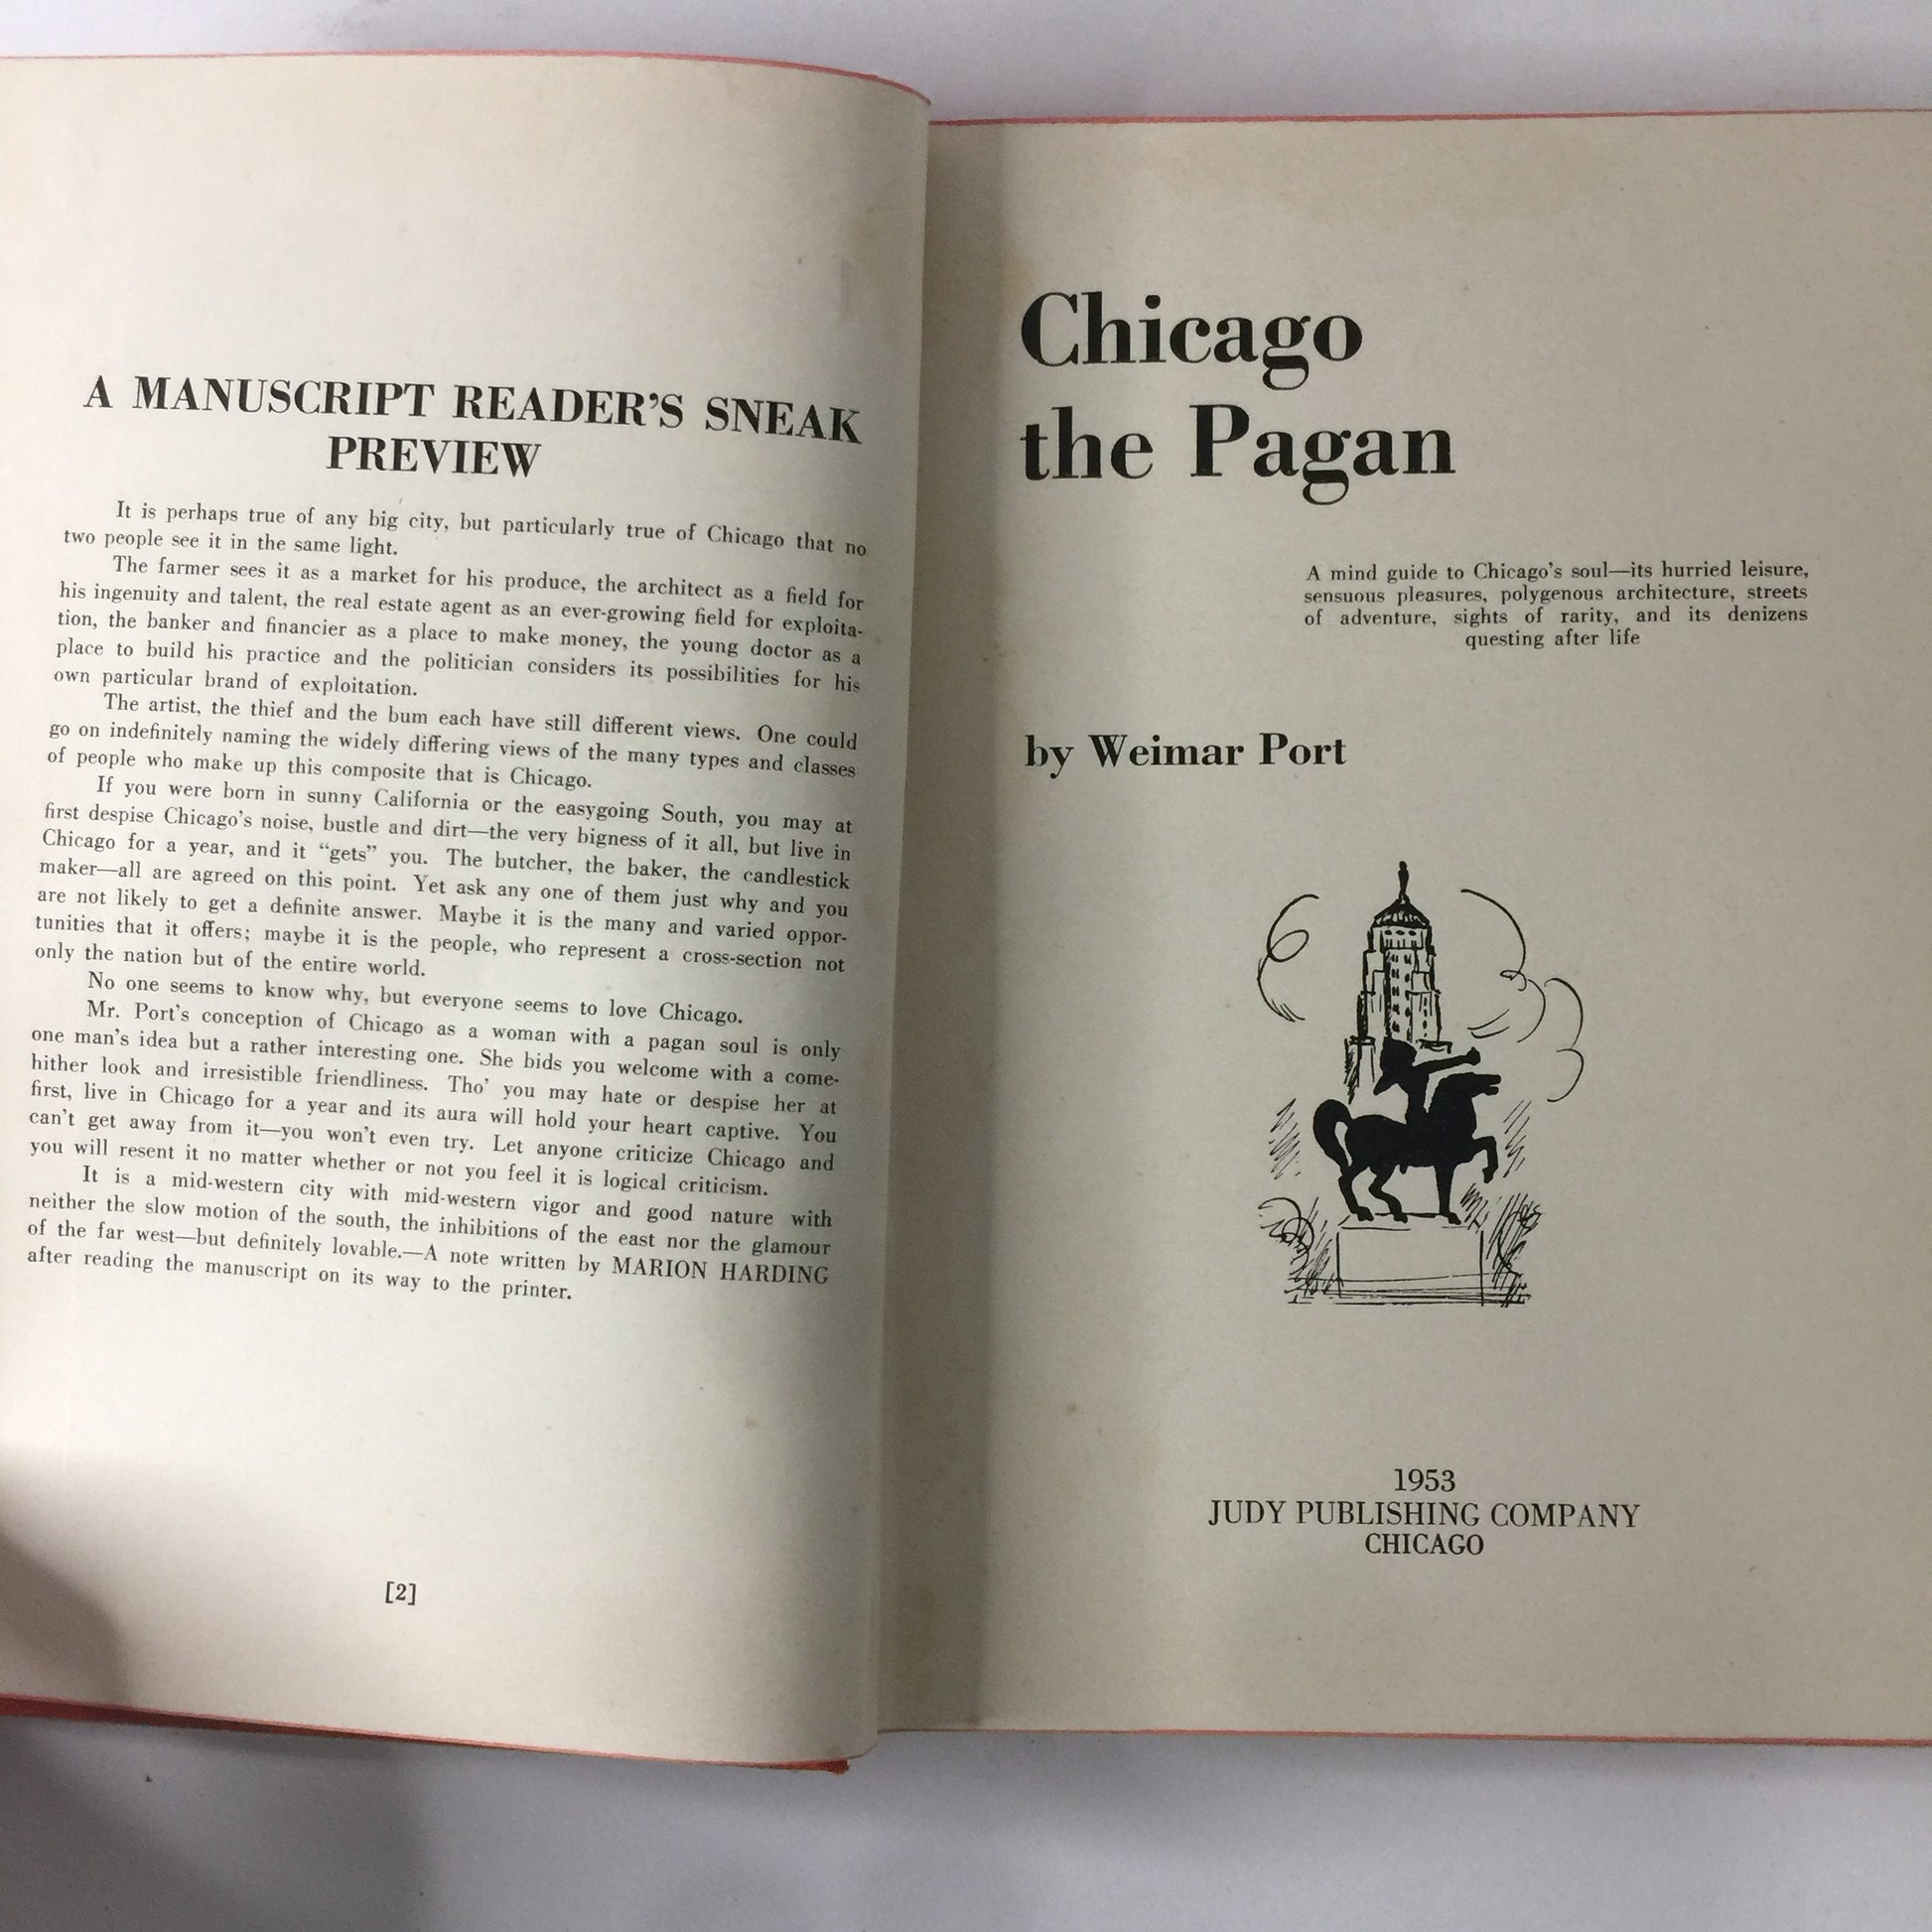 A MANUSCRIPT READER'S SNEAK
PREVIEW
It is perhaps true of any big city, but particularly true of Chicago that no
two people see it in the same light.
The farmer sees it as a market for his produce, the architect as a field for
his ingenuity and talent, the real estate agent as an ever-growing field for exploita-
tion, the banker and financier as a place to make money, the young doctor as a
place to build his practice and the politician considers its possibilities for his
own particular brand of exploitation.
The artist, the thief and the bum each have still different views. One could
go on indefinitely naming the widely differing views of the many types and classes
of people who make up this composite that is Chicago.
If you were born in sunny California or the easygoing South, you may at
first despise Chicago's noise, bustle and dirt—the very bigness of it all, but live in
Chicago for a year, and it “gets” you. The butcher, the baker, the candlestick
maker—all are agreed on this point. Yet ask any one of them just why and you
are not likely to get a definite answer. Maybe it is the many and varied oppor-
tunities that it offers; maybe it is the people, who represent a cross-section not
only the nation but of the entire world.
No one seems to know why, but everyone seems to love Chicago.
Mr. Port's conception of Chicago as a woman with a pagan soul is only
one man's idea but a rather interesting one. She bids you welcome with a come-
hither look and irresistible friendliness. Tho' you may hate or despise her at
first, live in Chicago for a year and its aura will hold your heart captive. You
can't get away from it—you won't even try. Let anyone criticize Chicago and
you will resent it no matter whether or not you feel it is logical criticism.
It is a mid-western city with mid-western vigor and good nature with
neither the slow motion of the south, the inhibitions of the east nor the glamour
of the far west—but definitely lovable.—A note written by MARION HARDING
after reading the manuscript on its way to the printer.
[2]
Chicago
the Pagan
A mind guide to Chicago's soul—its hurried leisure,
sensuous pleasures, polygenous architecture, streets
of adventure, sights of rarity, and its denizens
questing after life
by Weimar Port
1953
JUDY PUBLISHING COMPANY
CHICAGO